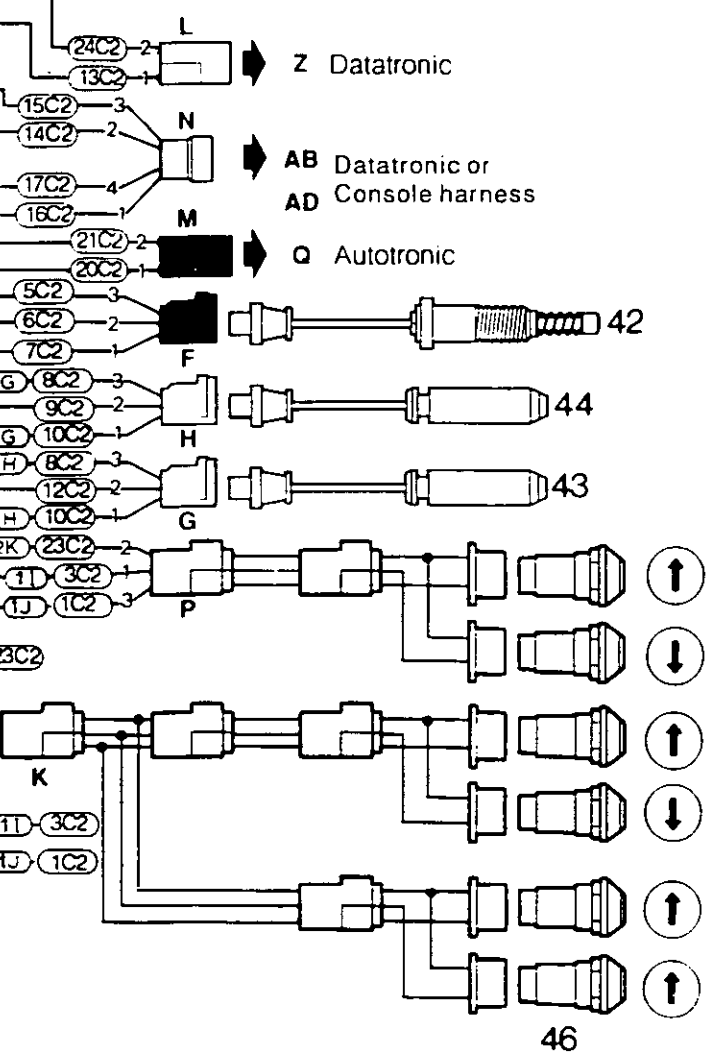 L
24C2 2
13C2 1
Z Datatronic
15C2 3
14C2 2
N
17C2 4
16C2 1
AB Datatronic or
AD Console harness
M
21C2 2
20C2 1
Q Autotronic
5C2 3
6C2 2
7C2 1
F
42
G 8C2 3
9C2 2
G 10C2 1
H
44
H 8C2 3
12C2 2
H 10C2 1
G
43
2K 23C2 2
1I 3C2 1
1J 1C2 3
P
23C2
K
1I 3C2
1J 1C2
46